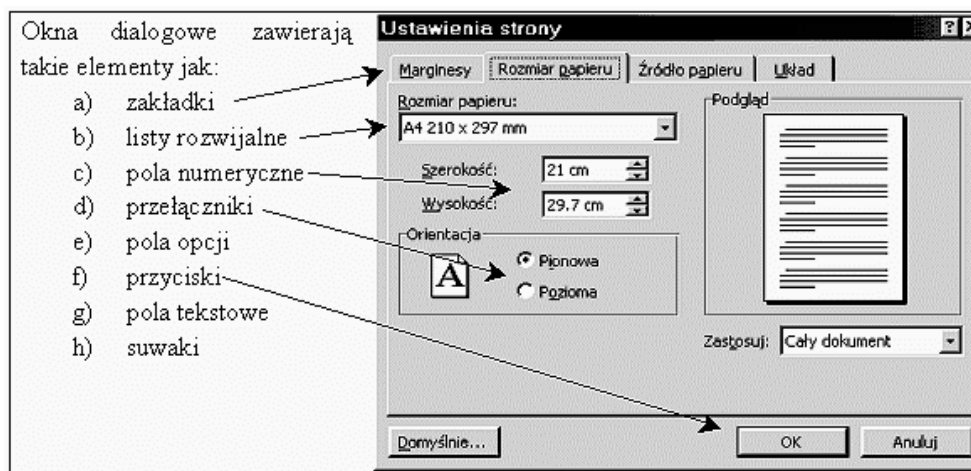 Okna dialogowe zawierają
takie elementy jak:
a) zakładki
b) listy rozwijalne
c) pola numeryczne
d) przełączniki
e) pola opcji
f) przyciski
g) pola tekstowe
h) suwaki
Ustawienia strony
Marginesy Rozmiar papieru Źródło papieru Układ
Rozmiar papieru:
A4 210 x 297 mm
Szerokość: 21 cm
Wysokość: 29.7 cm
Orientacja
A
Pionowa
Pozioma
Podgląd
Zastosuj: Cały dokument
Domyślnie... OK Anuluj